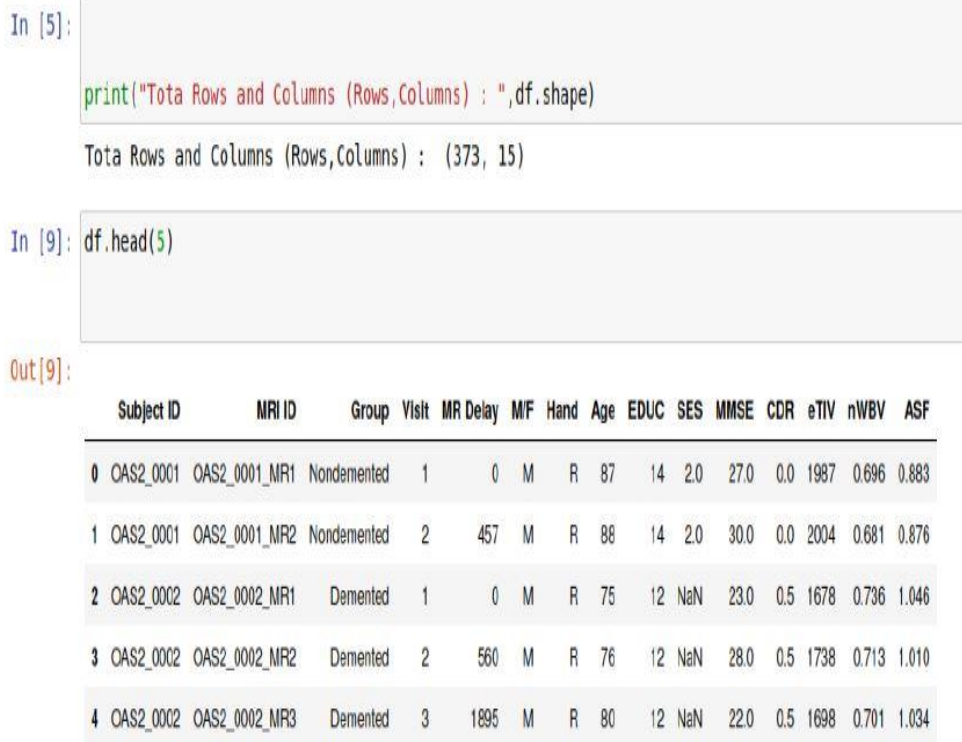 In [5]:
print("Tota Rows and Columns (Rows,Columns) : ",df.shape)
Tota Rows and Columns (Rows,Columns) :  (373, 15)
In [9]: df.head(5)
Out[9]:
Subject ID MRI ID Group Visit MR Delay M/F Hand Age EDUC SES MMSE CDR eTIV nWBV ASF
0 OAS2_0001 OAS2_0001_MR1 Nondemented 1 0 M R 87 14 2.0 27.0 0.0 1987 0.696 0.883
1 OAS2_0001 OAS2_0001_MR2 Nondemented 2 457 M R 88 14 2.0 30.0 0.0 2004 0.681 0.876
2 OAS2_0002 OAS2_0002_MR1 Demented 1 0 M R 75 12 NaN 23.0 0.5 1678 0.736 1.046
3 OAS2_0002 OAS2_0002_MR2 Demented 2 560 M R 76 12 NaN 28.0 0.5 1738 0.713 1.010
4 OAS2_0002 OAS2_0002_MR3 Demented 3 1895 M R 80 12 NaN 22.0 0.5 1698 0.701 1.034